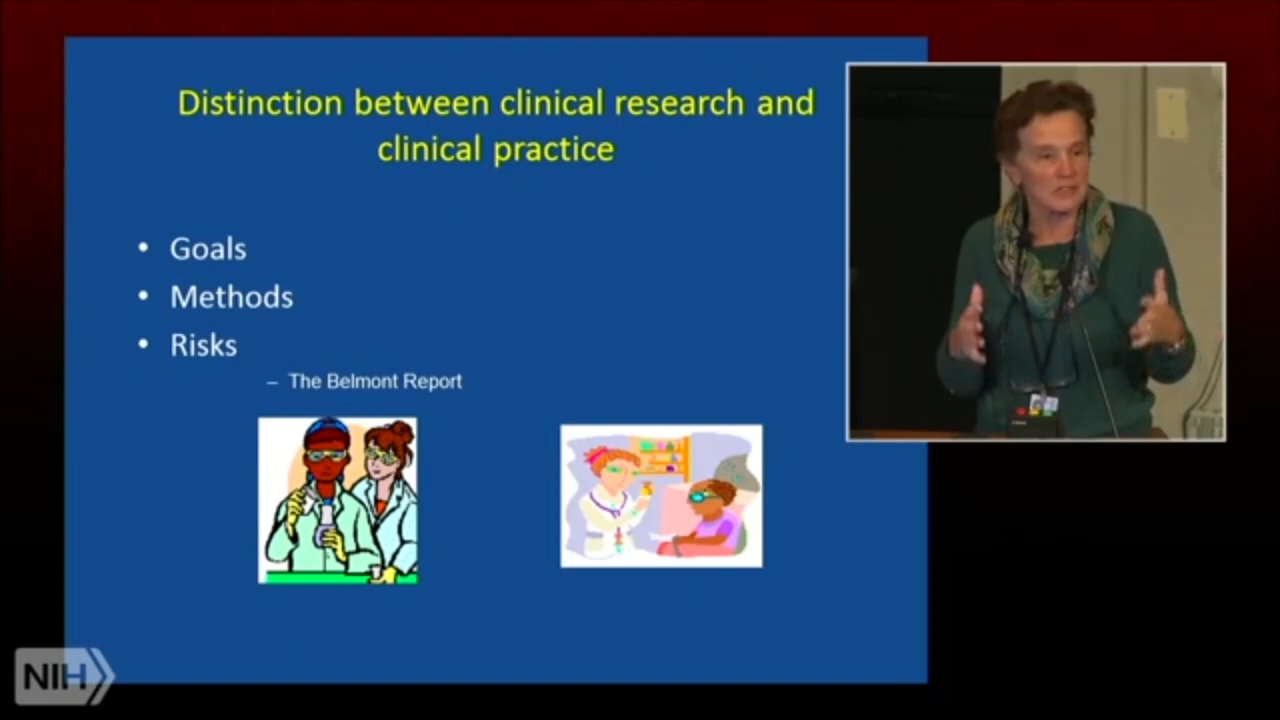 Distinction between clinical research and
clinical practice
• Goals
• Methods
• Risks
– The Belmont Report
NIH